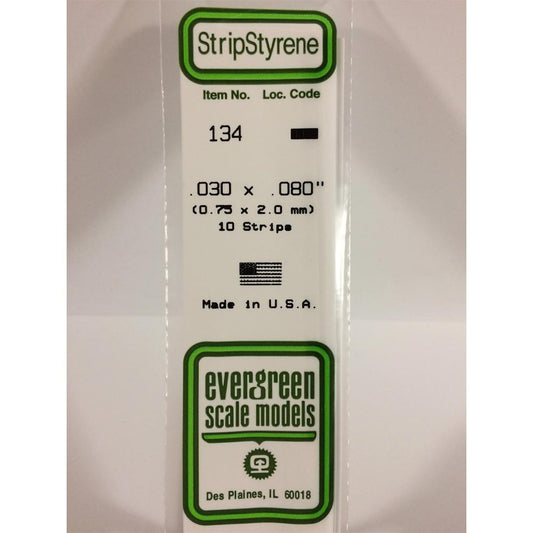 StripStyrene
Item No. Loc. Code
134
.030 x .080"
(0.75 x 2.0 mm)
10 Strips
Made in U.S.A.
evergreen
scale models
Des Plaines, IL 60018